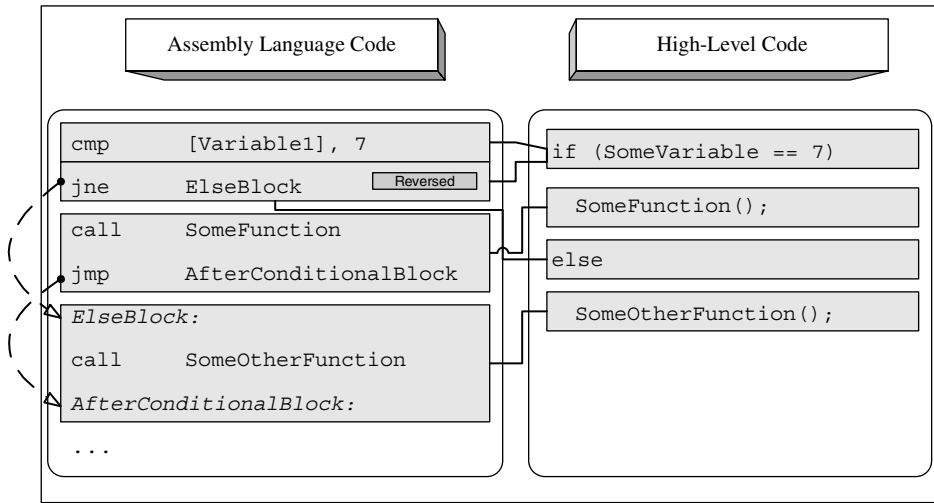 Assembly Language Code
High-Level Code
cmp [Variable1], 7
jne ElseBlock Reversed
call SomeFunction
jmp AfterConditionalBlock
ElseBlock:
call SomeOtherFunction
AfterConditionalBlock:
...
if (SomeVariable == 7)
SomeFunction();
else
SomeOtherFunction();